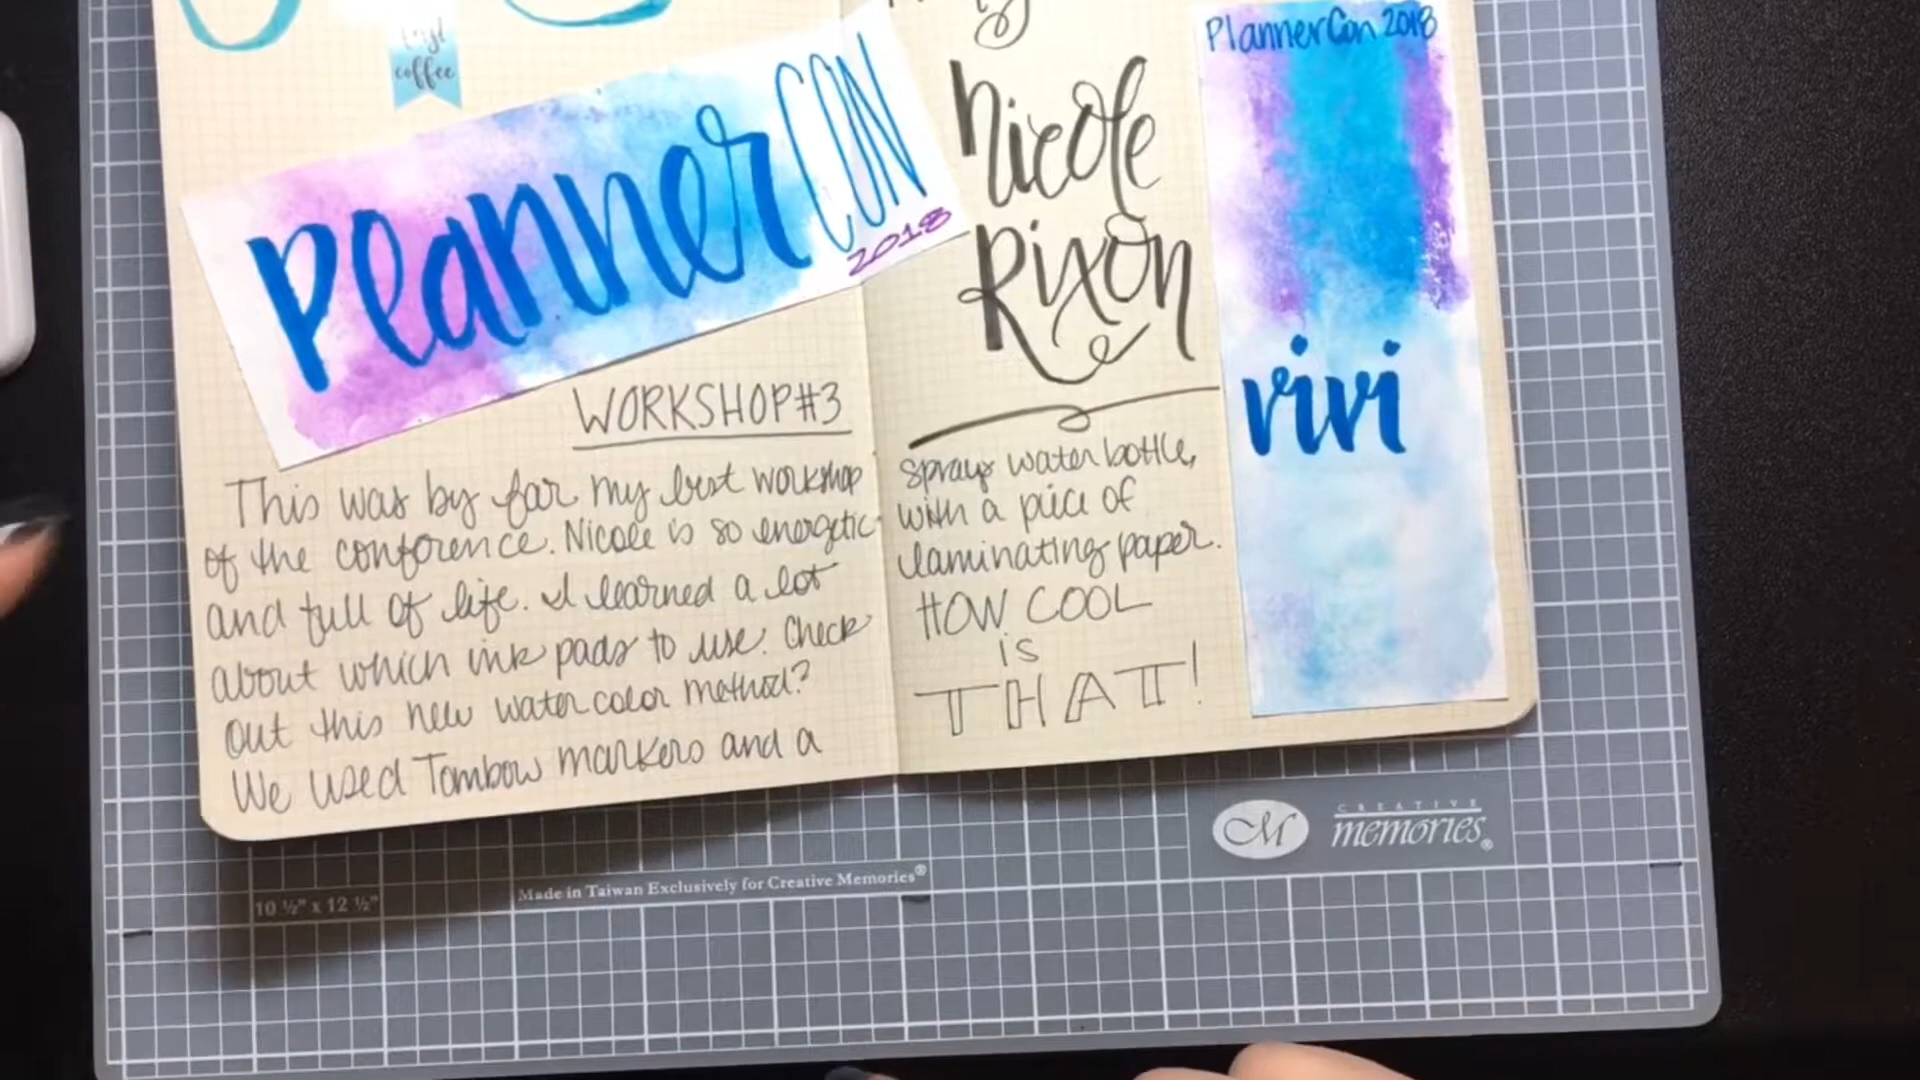 first
coffee
Planner CON
2018
WORKSHOP#3
This was by far my best workshop
of the conference. Nicole is so energetic
and full of life. I learned a lot
about which ink pads to use. Check
out this new watercolor method?
We used Tombow markers and a
Nicole
Rixon
spray water bottle,
with a piece of
laminating paper.
HOW COOL
is
THAT!
PlannerCon 2018
vivi
M CREATIVE
memories®
Made in Taiwan Exclusively for Creative Memories®
10 ½" x 12 ½"